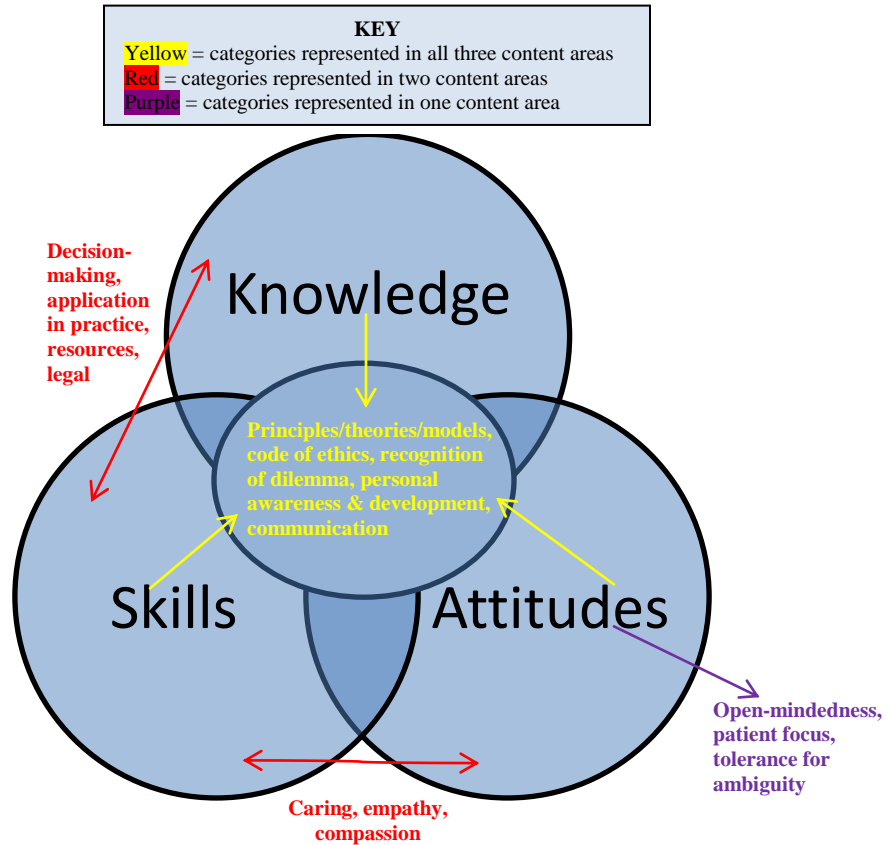 KEY
Yellow = categories represented in all three content areas
Red = categories represented in two content areas
Purple = categories represented in one content area
Decision-
making,
application
in practice,
resources,
legal
Knowledge
Principles/theories/models,
code of ethics, recognition
of dilemma, personal
awareness & development,
communication
Skills
Attitudes
Open-mindedness,
patient focus,
tolerance for
ambiguity
Caring, empathy,
compassion